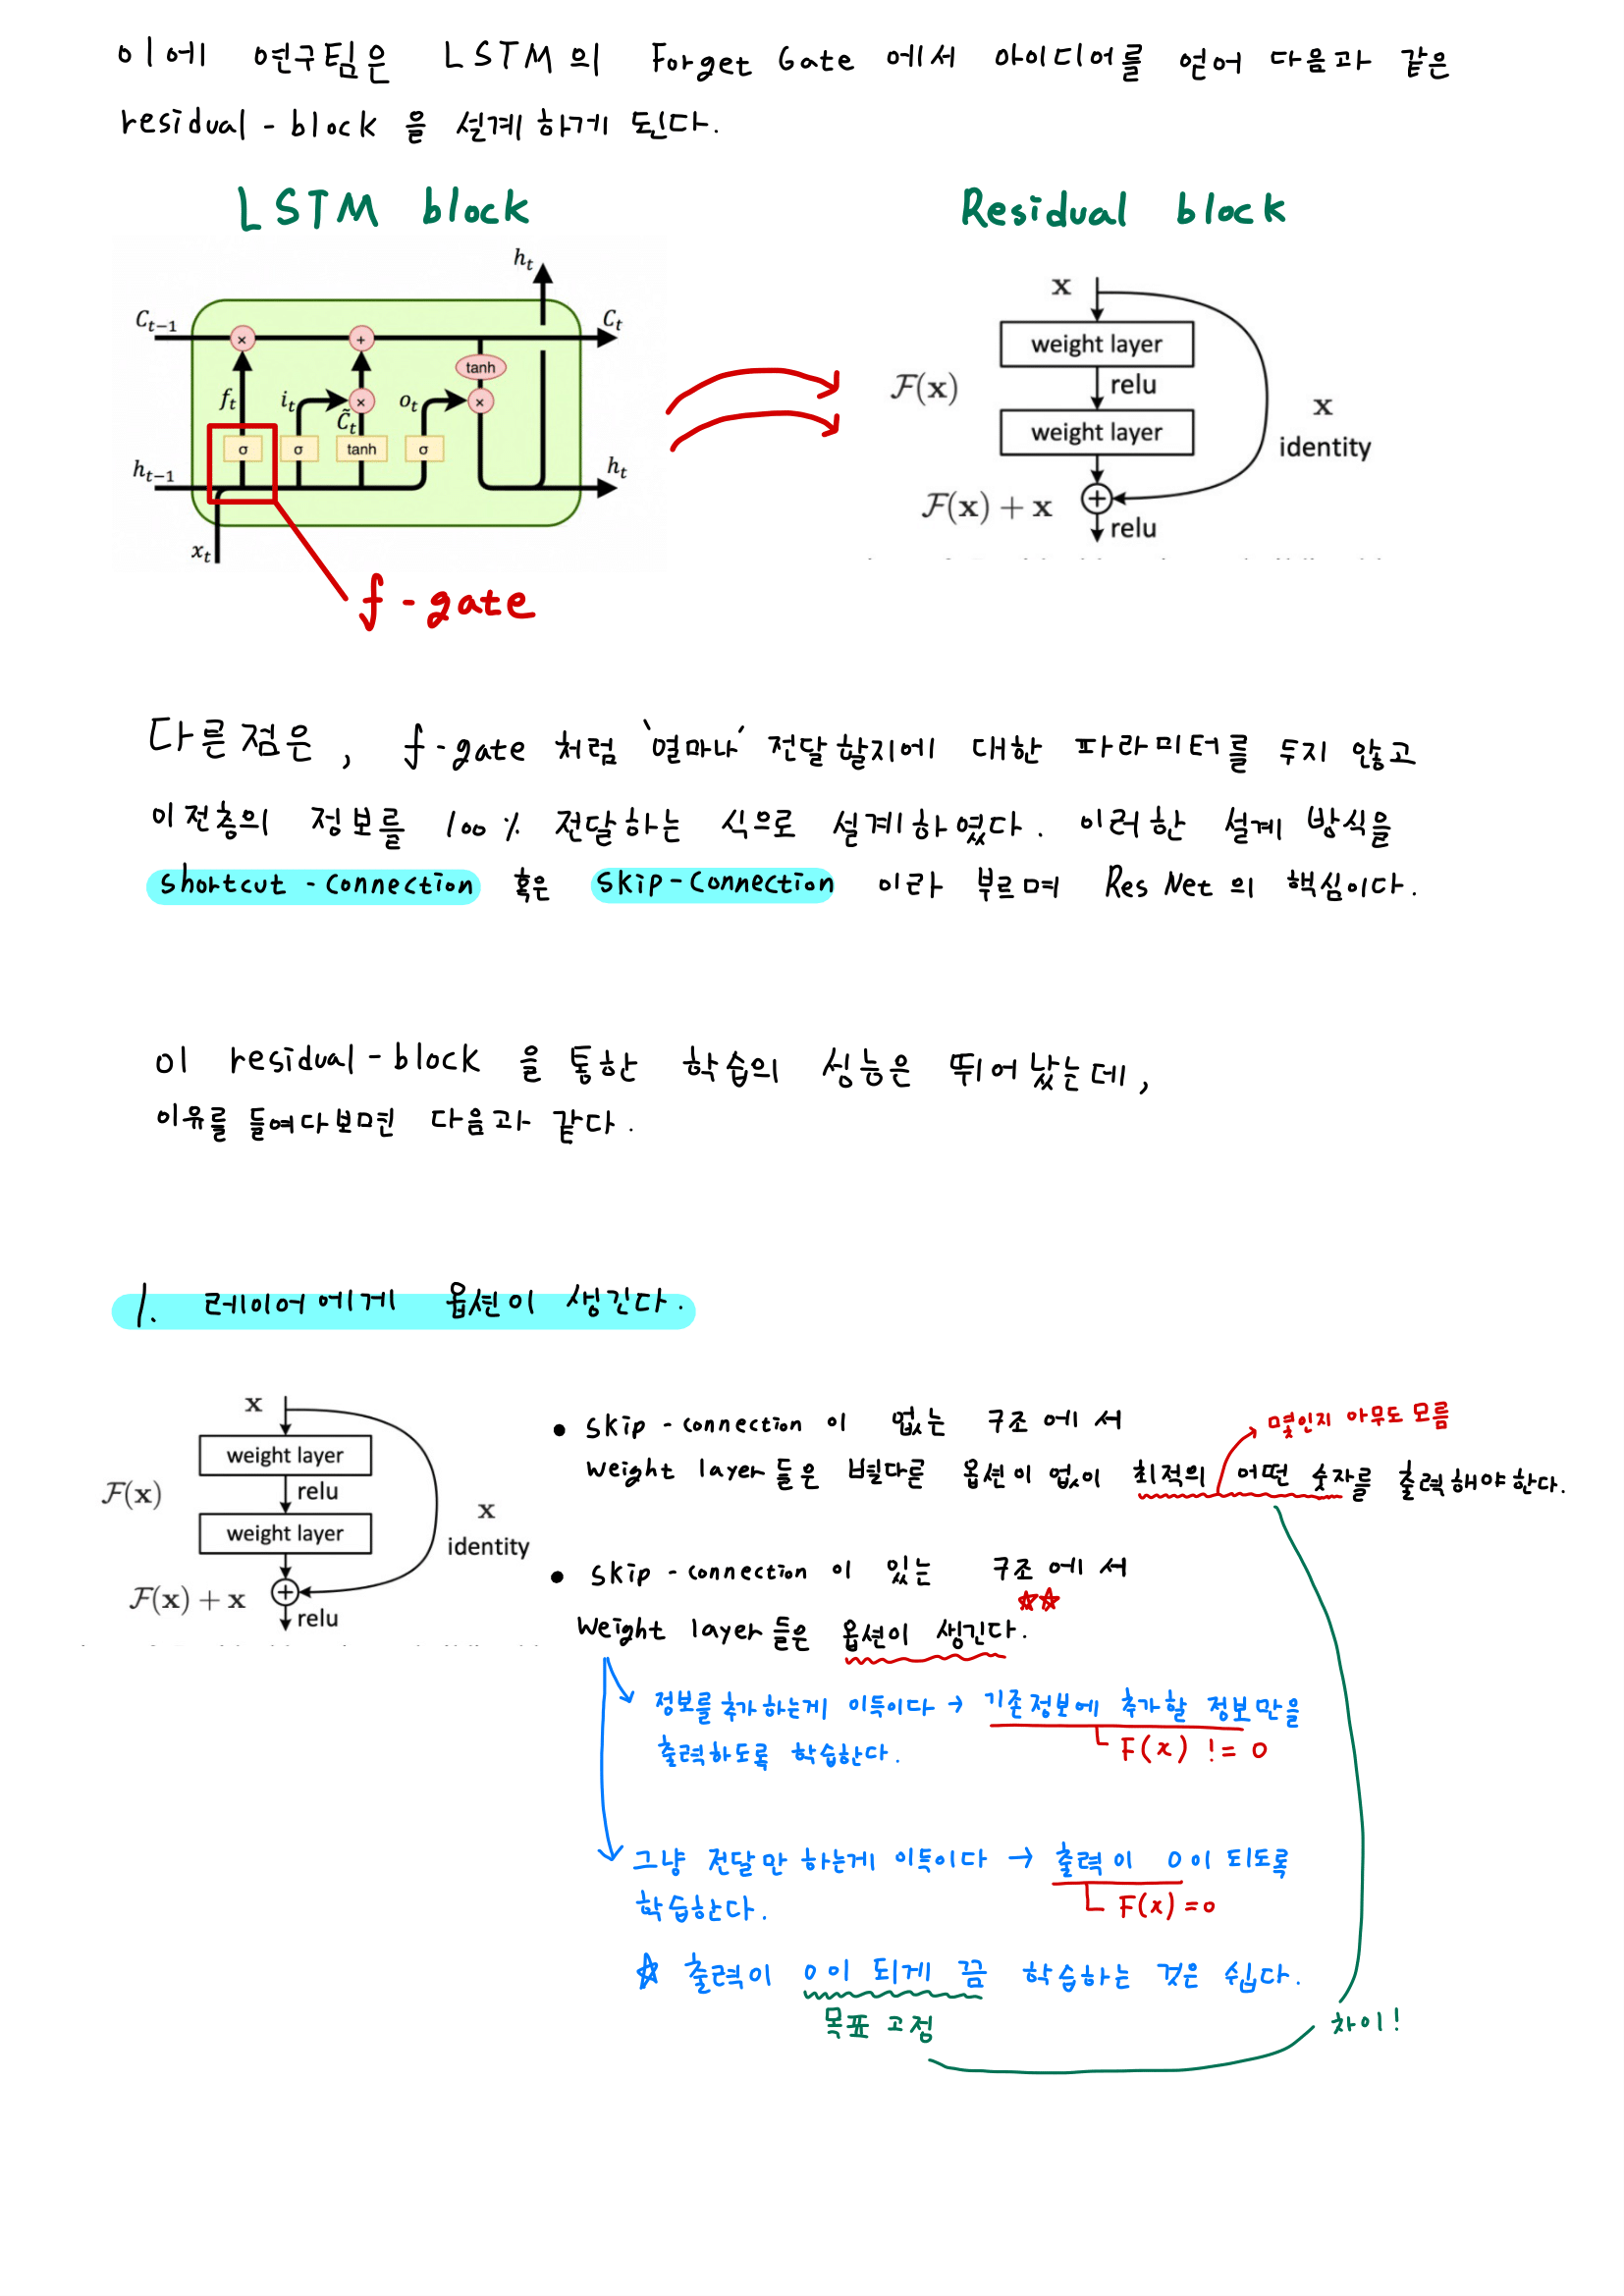 이에 연구팀은 LSTM의 Forget Gate 에서 아이디어를 얻어 다음과 같은
residual-block 을 설계하게 된다.
LSTM block
Residual block
h_t
C_{t-1}
C_t
×
+
tanh
f_t
i_t
×
o_t
×
C̃_t
σ
σ
tanh
σ
h_{t-1}
h_t
x_t
f-gate
x
weight layer
F(x)
relu
weight layer
x
identity
F(x) + x
+
relu
다른점은, f-gate 처럼 '얼마나' 전달할지에 대한 파라미터를 두지 않고
이전층의 정보를 100% 전달하는 식으로 설계하였다. 이러한 설계 방식을
shortcut-connection 혹은 skip-connection 이라 부르며 ResNet의 핵심이다.
이 residual-block 을 통한 학습의 성능은 뛰어났는데,
이유를 들여다보면 다음과 같다.
1. 레이어에게 옵션이 생긴다.
x
weight layer
F(x)
relu
weight layer
x
identity
F(x) + x
+
relu
● skip-connection 이 없는 구조에서
몇인지 아무도 모름
weight layer들은 별다른 옵션이 없이 최적의 어떤 숫자를 출력해야한다.
● skip-connection 이 있는 구조에서
weight layer들은 옵션이 생긴다.
정보를 추가하는게 이득이다 → 기존정보에 추가할 정보만을
출력하도록 학습한다.
F(x) != 0
그냥 전달만 하는게 이득이다 → 출력이 0이 되도록
학습한다.
F(x)=0
☆ 출력이 0이 되게 끔 학습하는 것은 쉽다.
목표 고정
차이!